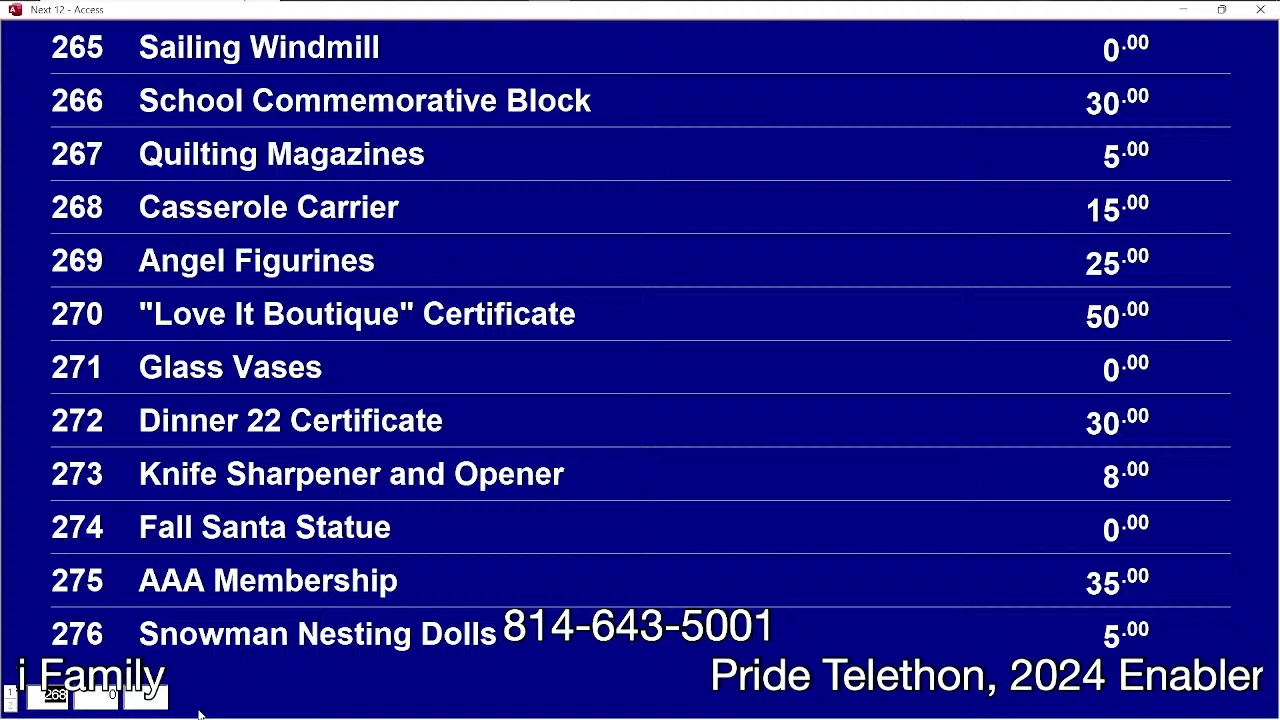 Next 12 - Access
265 Sailing Windmill 0.00
266 School Commemorative Block 30.00
267 Quilting Magazines 5.00
268 Casserole Carrier 15.00
269 Angel Figurines 25.00
270 "Love It Boutique" Certificate 50.00
271 Glass Vases 0.00
272 Dinner 22 Certificate 30.00
273 Knife Sharpener and Opener 8.00
274 Fall Santa Statue 0.00
275 AAA Membership 35.00
276 Snowman Nesting Dolls 5.00
814-643-5001
i Family Pride Telethon, 2024 Enabler
1 268 0
2